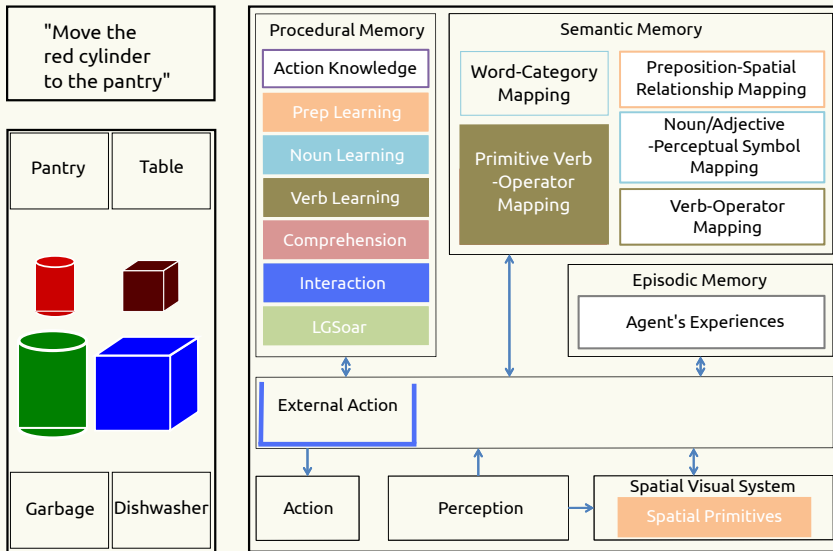 "Move the
red cylinder
to the pantry"
Pantry
Table
Garbage
Dishwasher
Procedural Memory
Action Knowledge
Prep Learning
Noun Learning
Verb Learning
Comprehension
Interaction
LGSoar
Semantic Memory
Word-Category
Mapping
Primitive Verb
-Operator
Mapping
Preposition-Spatial
Relationship Mapping
Noun/Adjective
-Perceptual Symbol
Mapping
Verb-Operator
Mapping
Episodic Memory
Agent's Experiences
External Action
Action
Perception
Spatial Visual System
Spatial Primitives